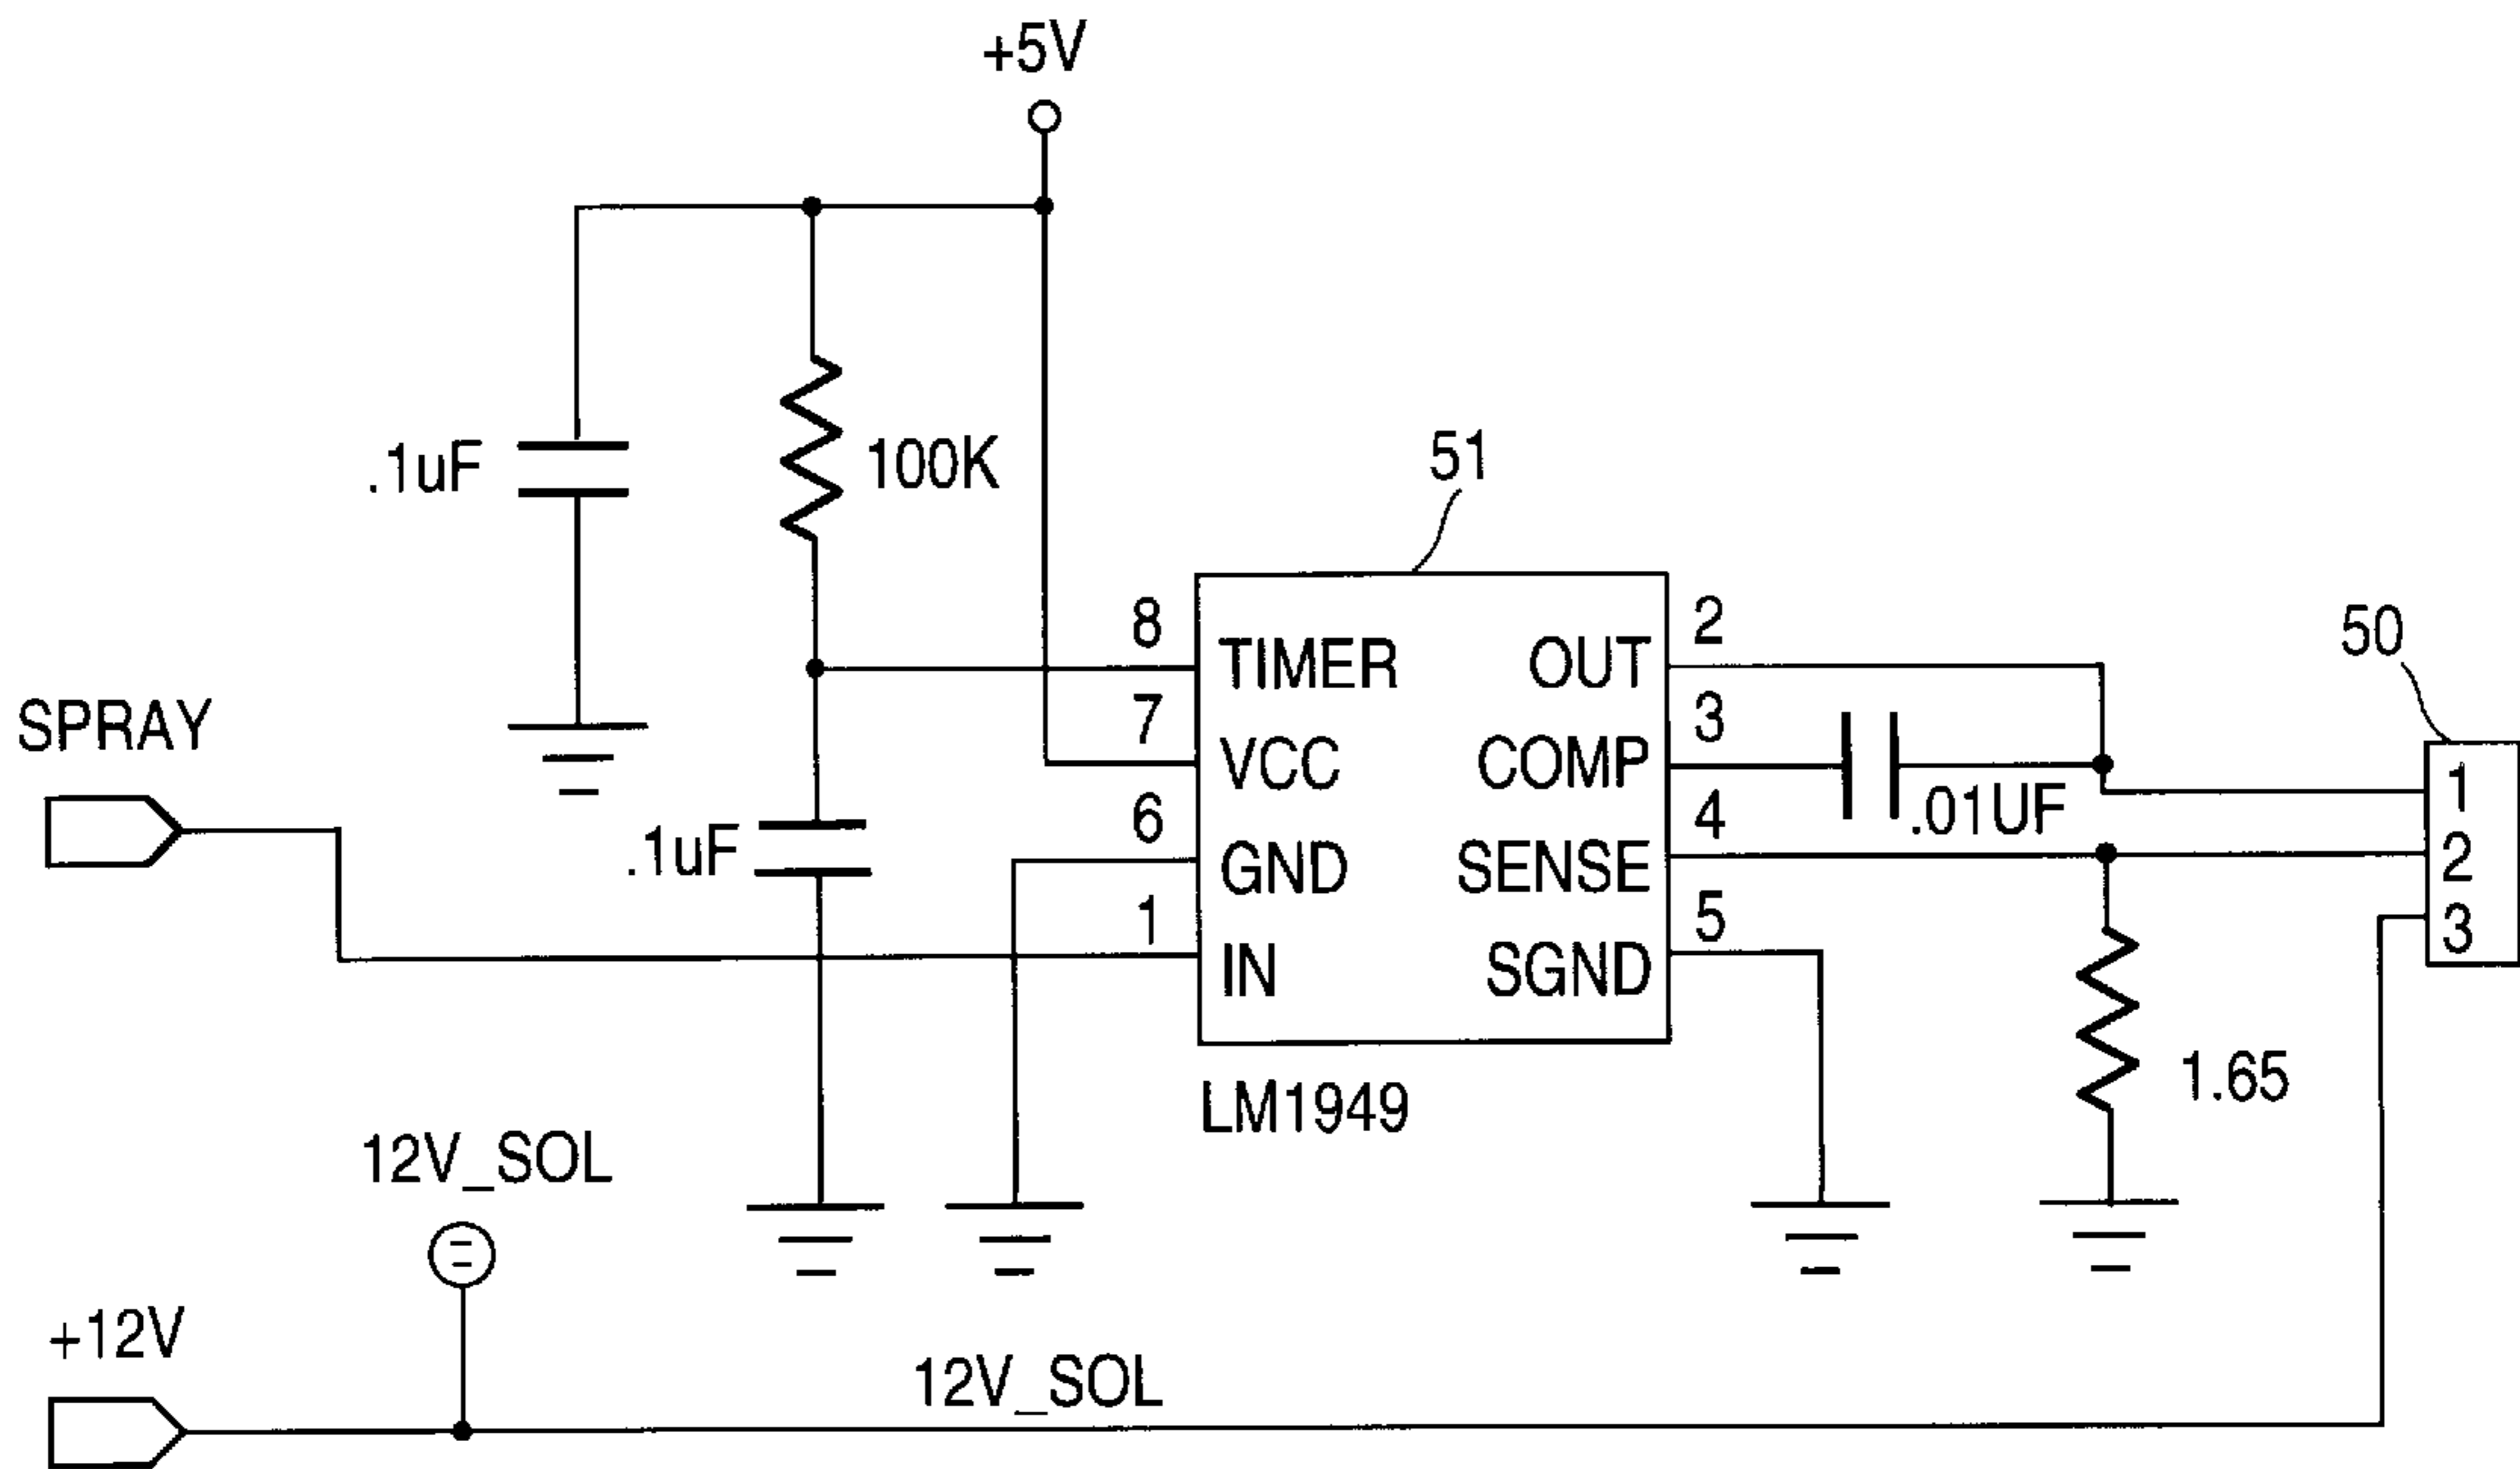 +5V
.1uF
100K
51
50
SPRAY
8
TIMER
OUT
2
7
VCC
COMP
3
.01UF
1
6
GND
SENSE
4
2
.1uF
1
IN
SGND
5
3
1.65
LM1949
12V_SOL
+12V
12V_SOL